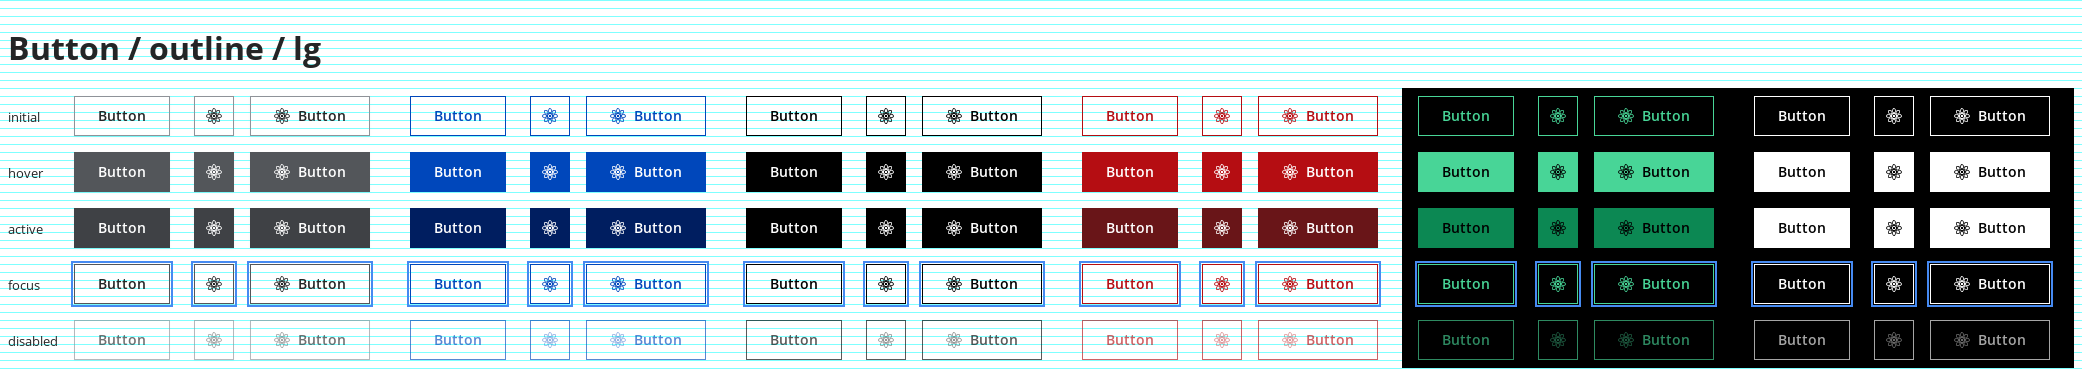 Button / outline / lg
initial Button Button Button Button Button Button Button Button Button Button Button Button
hover Button Button Button Button Button Button Button Button Button Button Button Button
active Button Button Button Button Button Button Button Button Button Button Button Button
focus Button Button Button Button Button Button Button Button Button Button Button Button
disabled Button Button Button Button Button Button Button Button Button Button Button Button